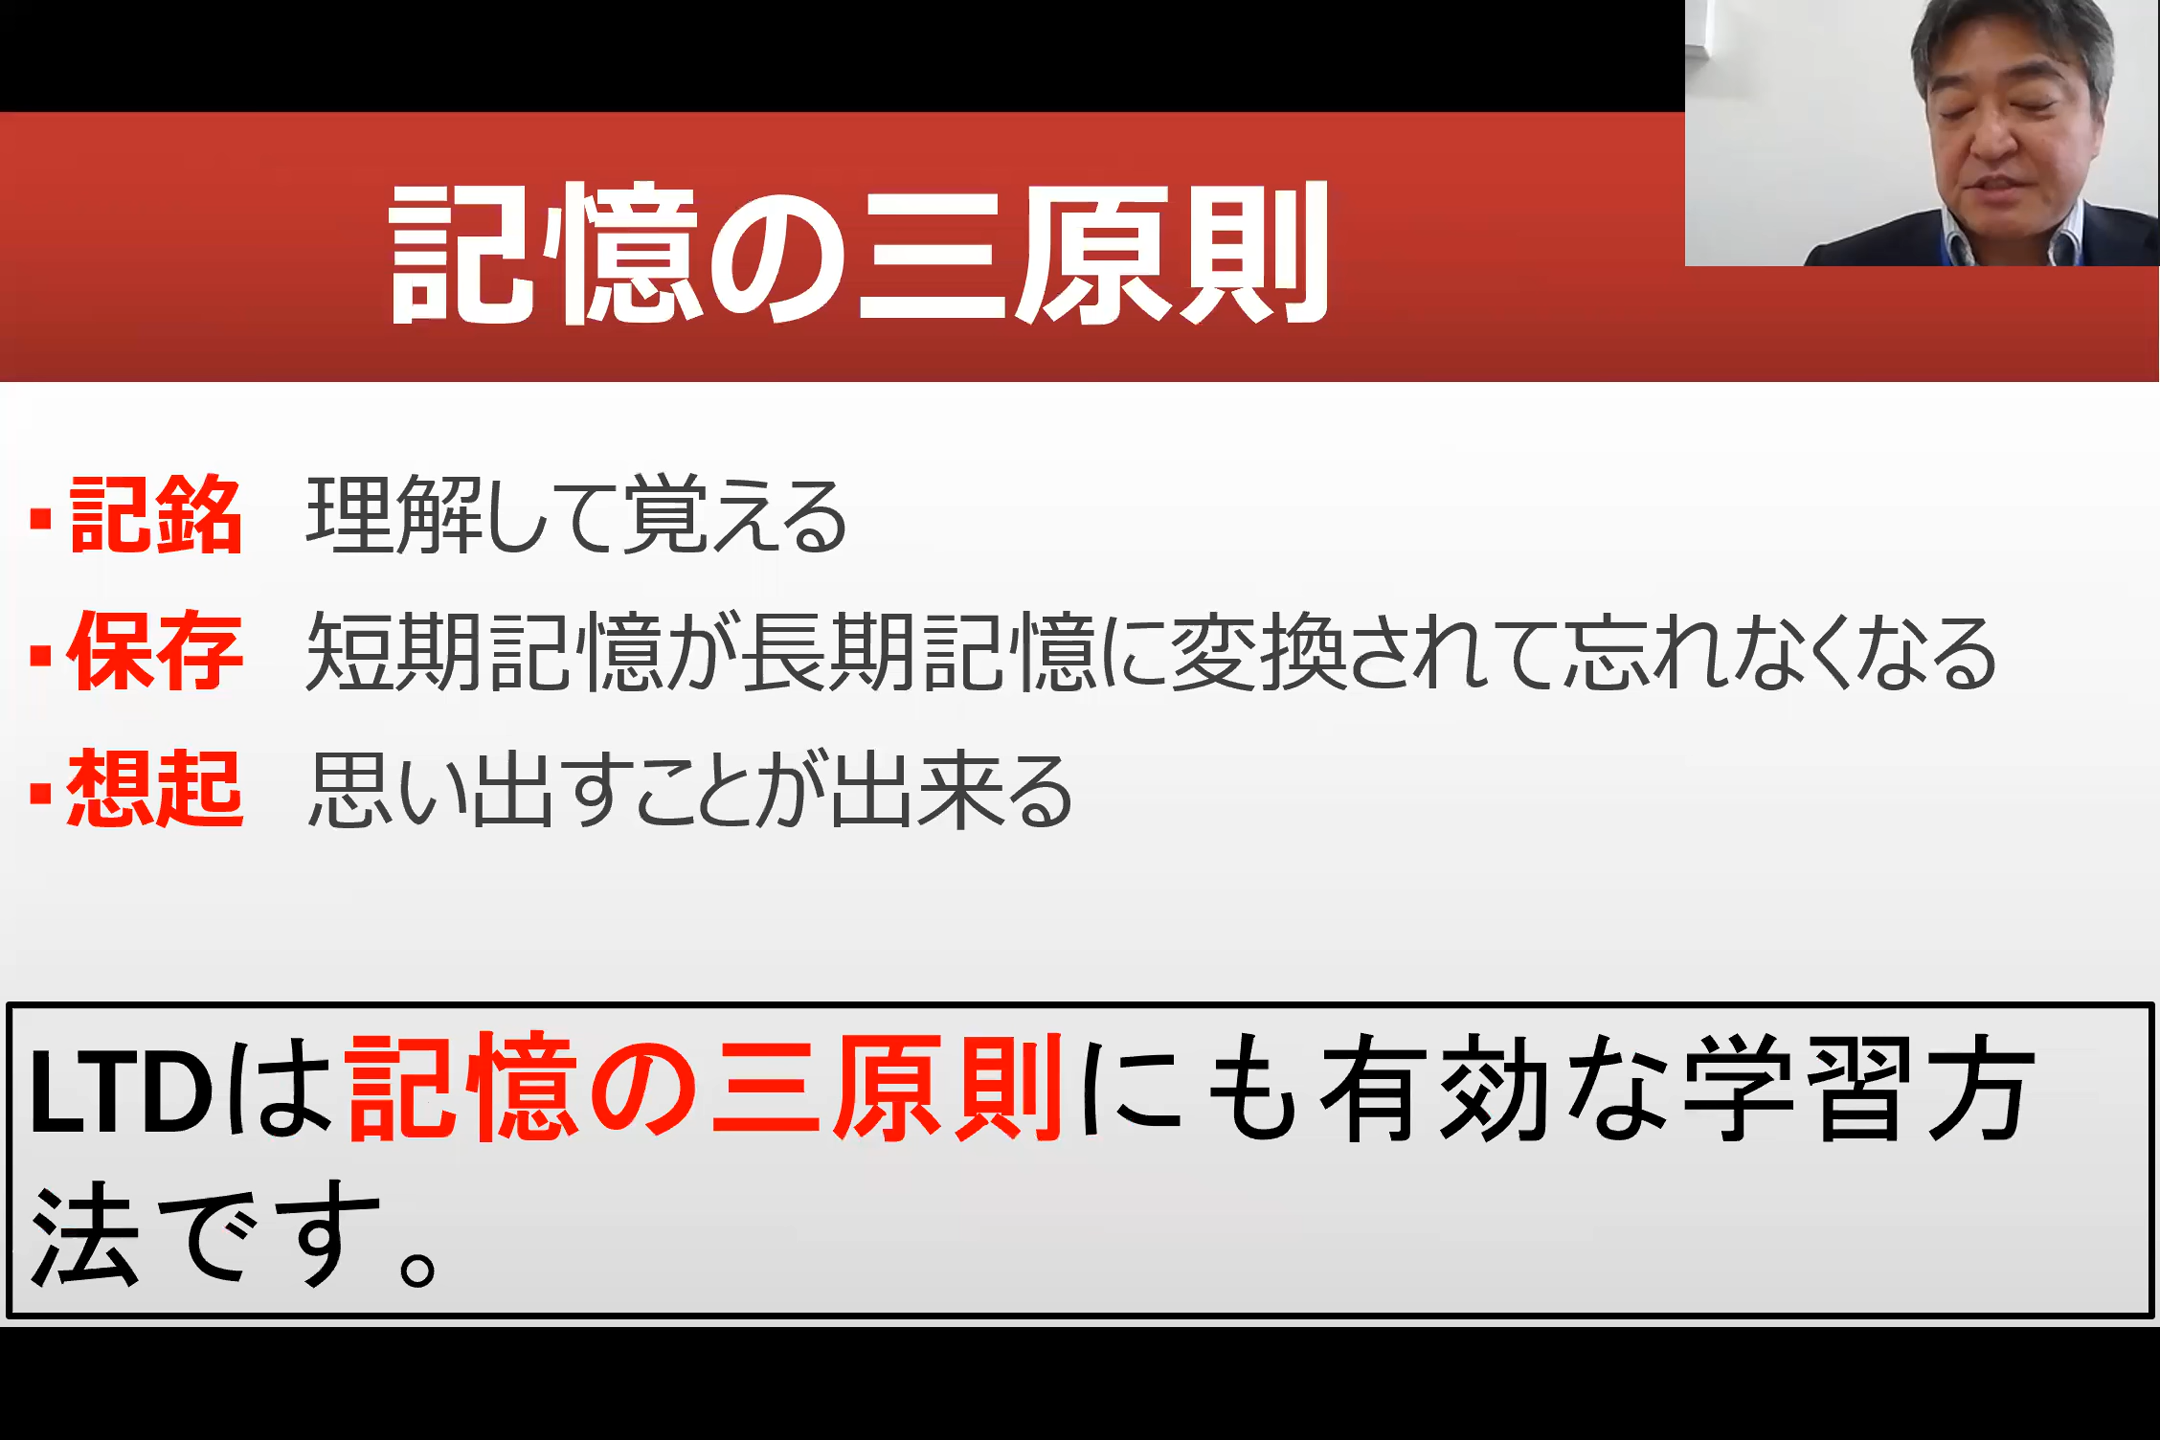 記憶の三原則
▪記銘 理解して覚える
▪保存 短期記憶が長期記憶に変換されて忘れなくなる
▪想起 思い出すことが出来る
LTDは記憶の三原則にも有効な学習方
法です。